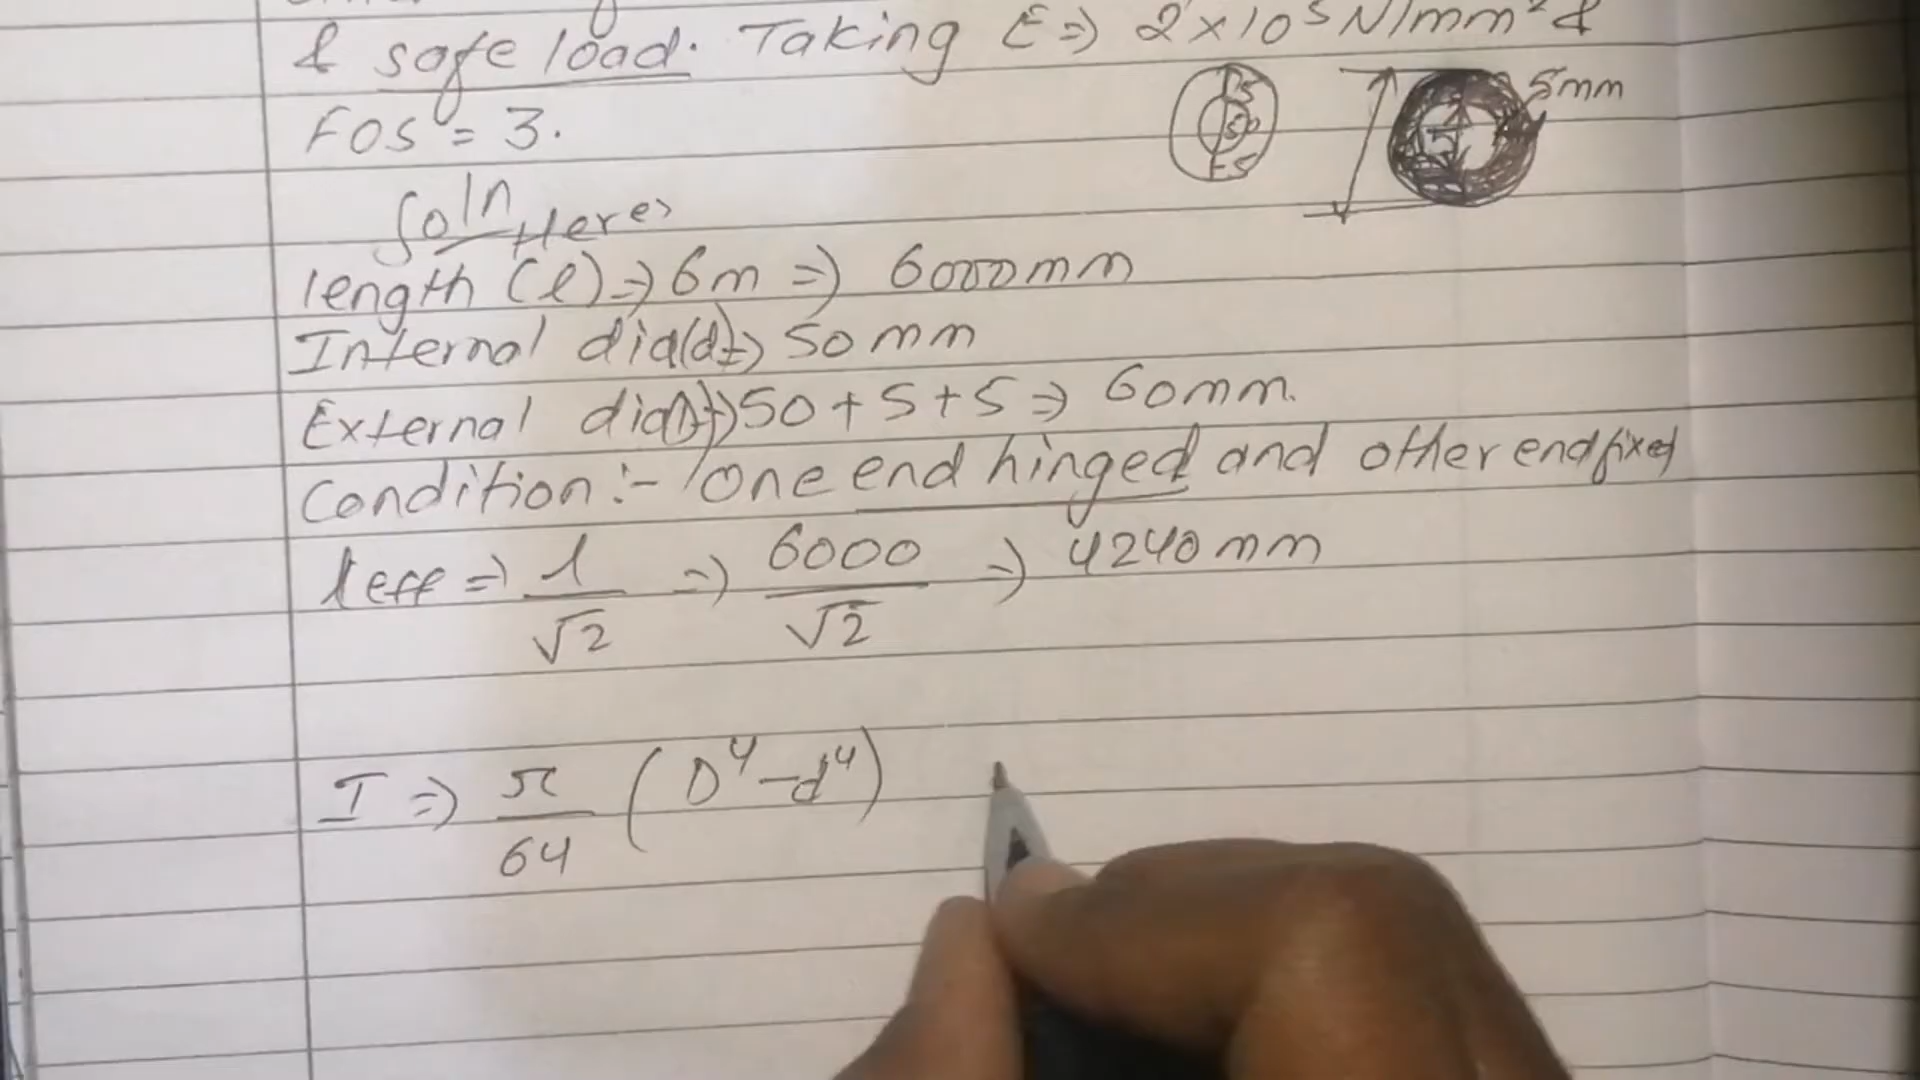 & safe load. Taking E => 2×10⁵ N/mm² &
FOS = 3.
5mm
50
Soln Here,
length (l) => 6m => 6000mm
Internal dia(d) => 50mm
External dia(D) => 50+5+5 => 60mm.
Condition :- One end hinged and other end fixed
leff => l/√2 => 6000/√2 => 4240mm
I => π/64 (D⁴-d⁴)